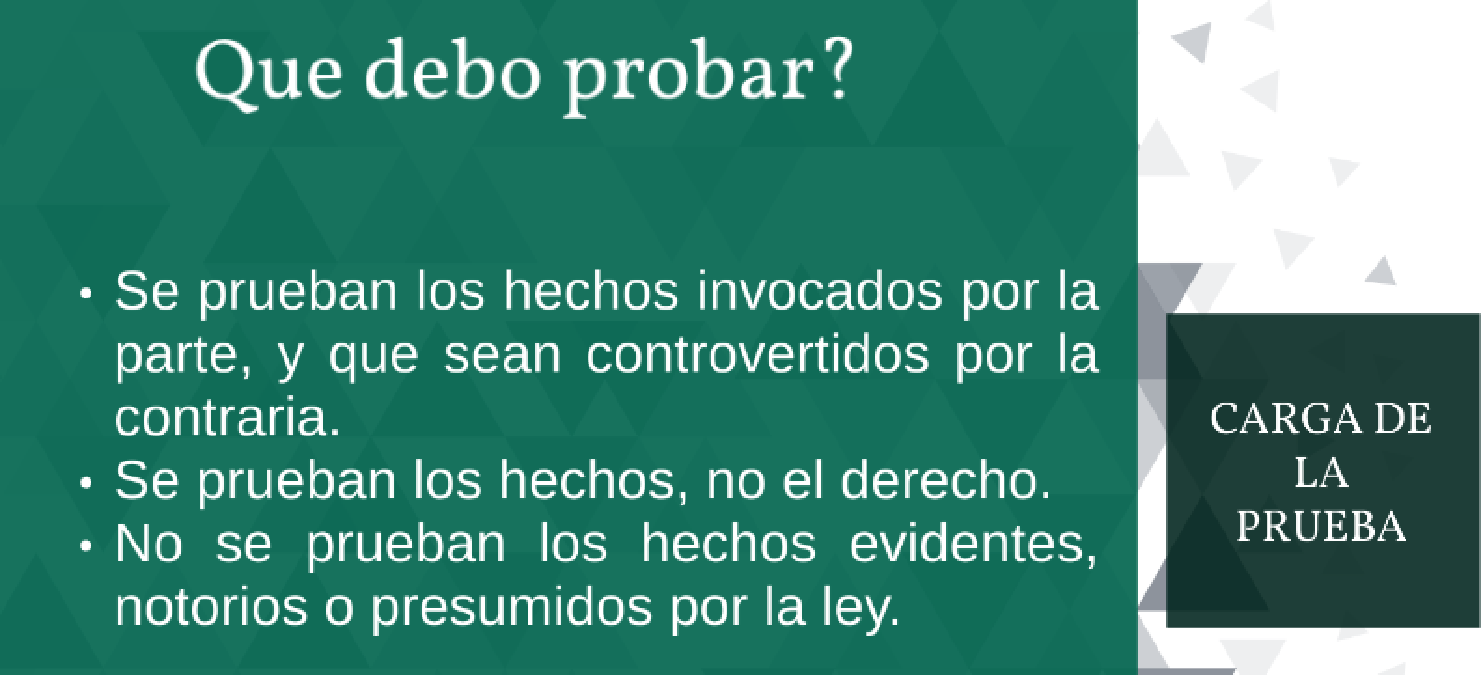 Que debo probar?
• Se prueban los hechos invocados por la
parte, y que sean controvertidos por la
contraria.
• Se prueban los hechos, no el derecho.
• No se prueban los hechos evidentes,
notorios o presumidos por la ley.
CARGA DE
LA
PRUEBA